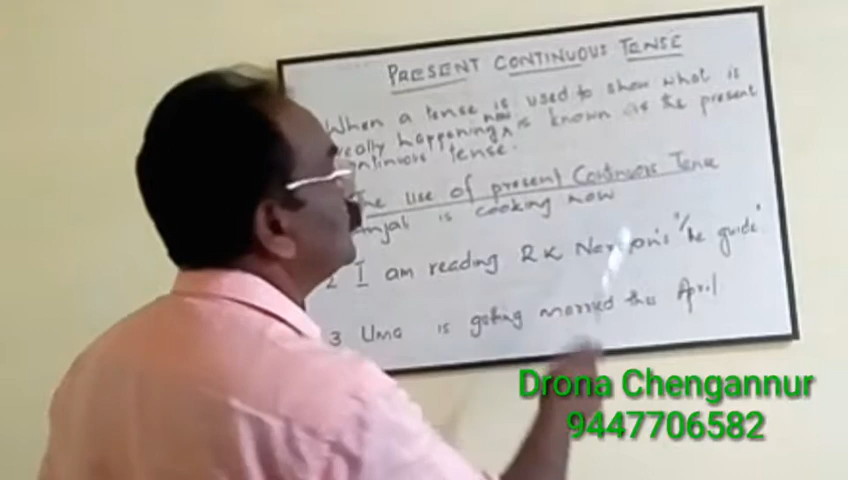 PRESENT CONTINUOUS TENSE
When a tense is used to show what is
really happening now is known as the present
continuous tense.
The Use of present Continuous Tense
is cooking now
2 I am reading R K "The guide"
3 Uma is getting married this April
Drona Chengannur
9447706582